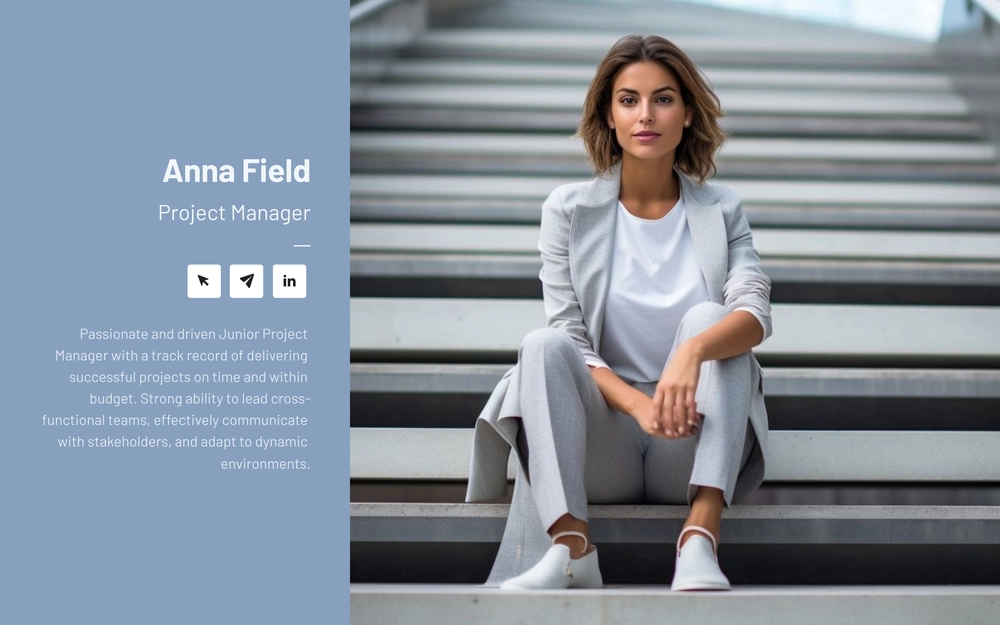 Anna Field
Project Manager
in
Passionate and driven Junior Project
Manager with a track record of delivering
successful projects on time and within
budget. Strong ability to lead cross-
functional teams, effectively communicate
with stakeholders, and adapt to dynamic
environments.